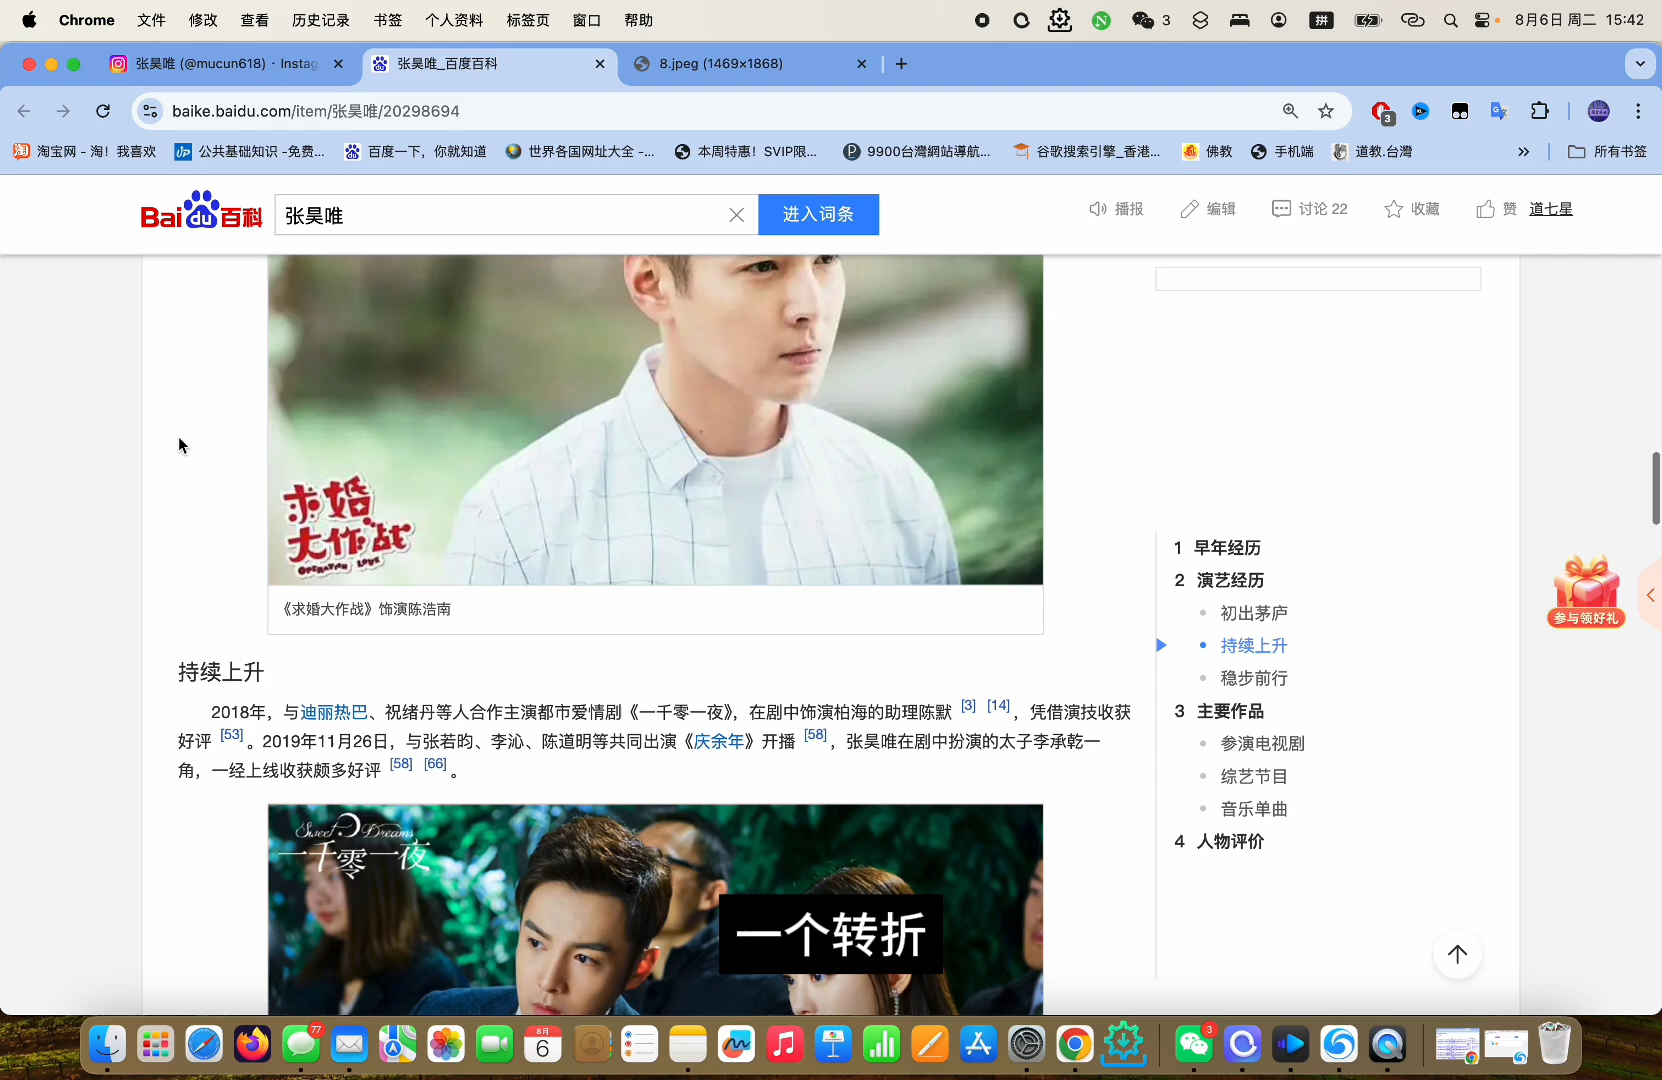 Chrome 文件 修改 查看 历史记录 书签 个人资料 标签页 窗口 帮助 拼 3 8月6日 周二 15:42
张昊唯 (@mucun618) · Instag 张昊唯_百度百科 8.jpeg (1469×1868)
baike.baidu.com/item/张昊唯/20298694 3
淘宝网 - 淘！我喜欢 公共基础知识 -免费... 百度一下，你就知道 世界各国网址大全 -... 本周特惠！SVIP限... 9900台灣網站導航... 谷歌搜索引擎_香港... 佛教 手机端 道教.台灣 所有书签
Bai du 百科 张昊唯 进入词条 播报 编辑 讨论 22 收藏 赞 道七星
求婚
大作战
OPERATION LOVE
《求婚大作战》饰演陈浩南
持续上升
2018年，与迪丽热巴、祝绪丹等人合作主演都市爱情剧《一千零一夜》，在剧中饰演柏海的助理陈默 [3] [14]，凭借演技收获
好评 [53]。2019年11月26日，与张若昀、李沁、陈道明等共同出演《庆余年》开播 [58]，张昊唯在剧中扮演的太子李承乾一
角，一经上线收获颇多好评 [58] [66]。
Sweet Dreams
一千零一夜
一个转折
1 早年经历
2 演艺经历
初出茅庐
持续上升
稳步前行
3 主要作品
参演电视剧
综艺节目
音乐单曲
4 人物评价
参与领好礼
77 8月 6 3